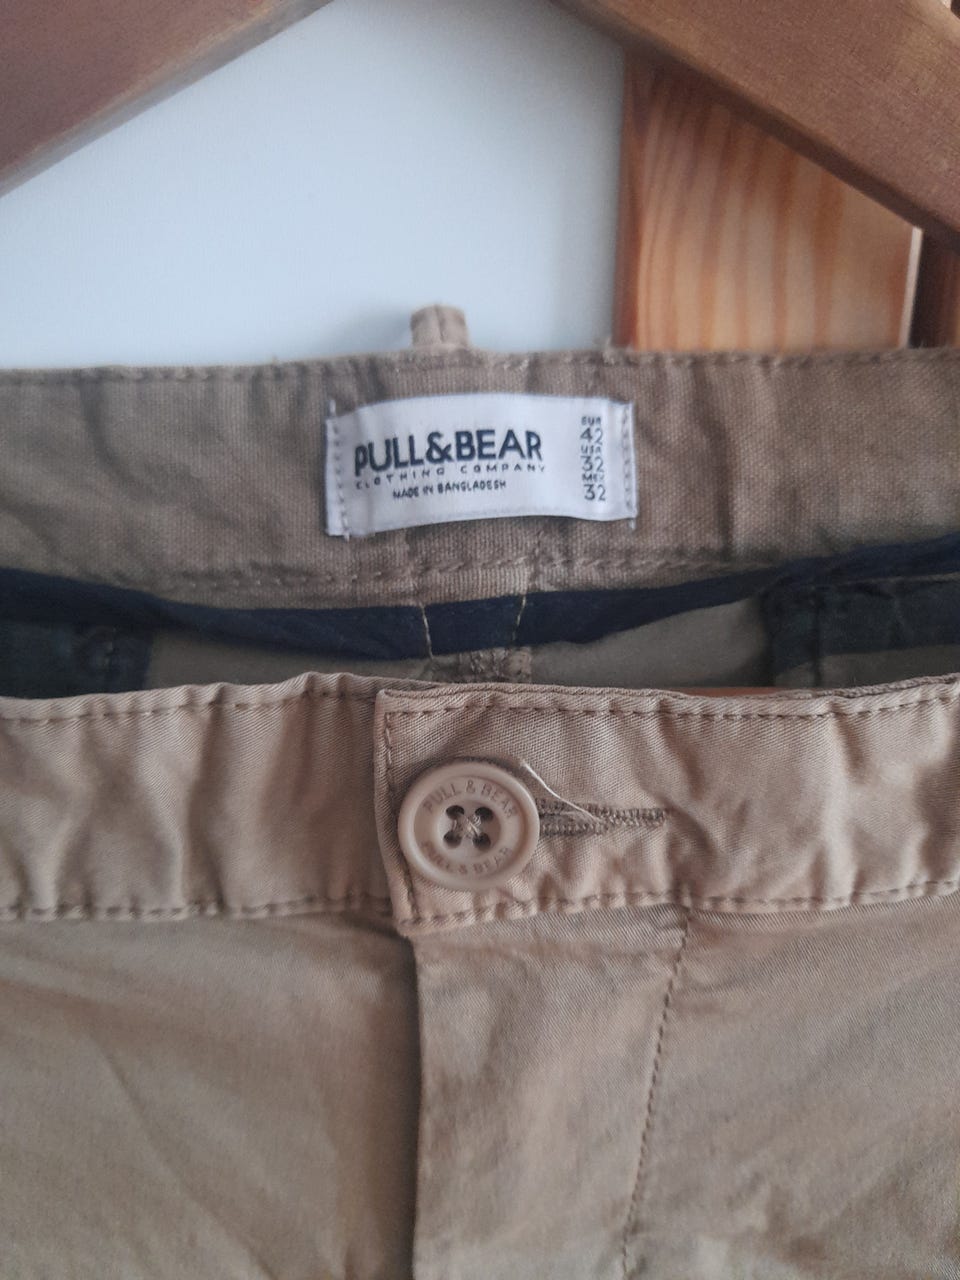 PULL&BEAR
CLOTHING COMPANY
MADE IN BANGLADESH
EUR
42
USA
32
MEX
32
PULL & BEAR
PULL & BEAR